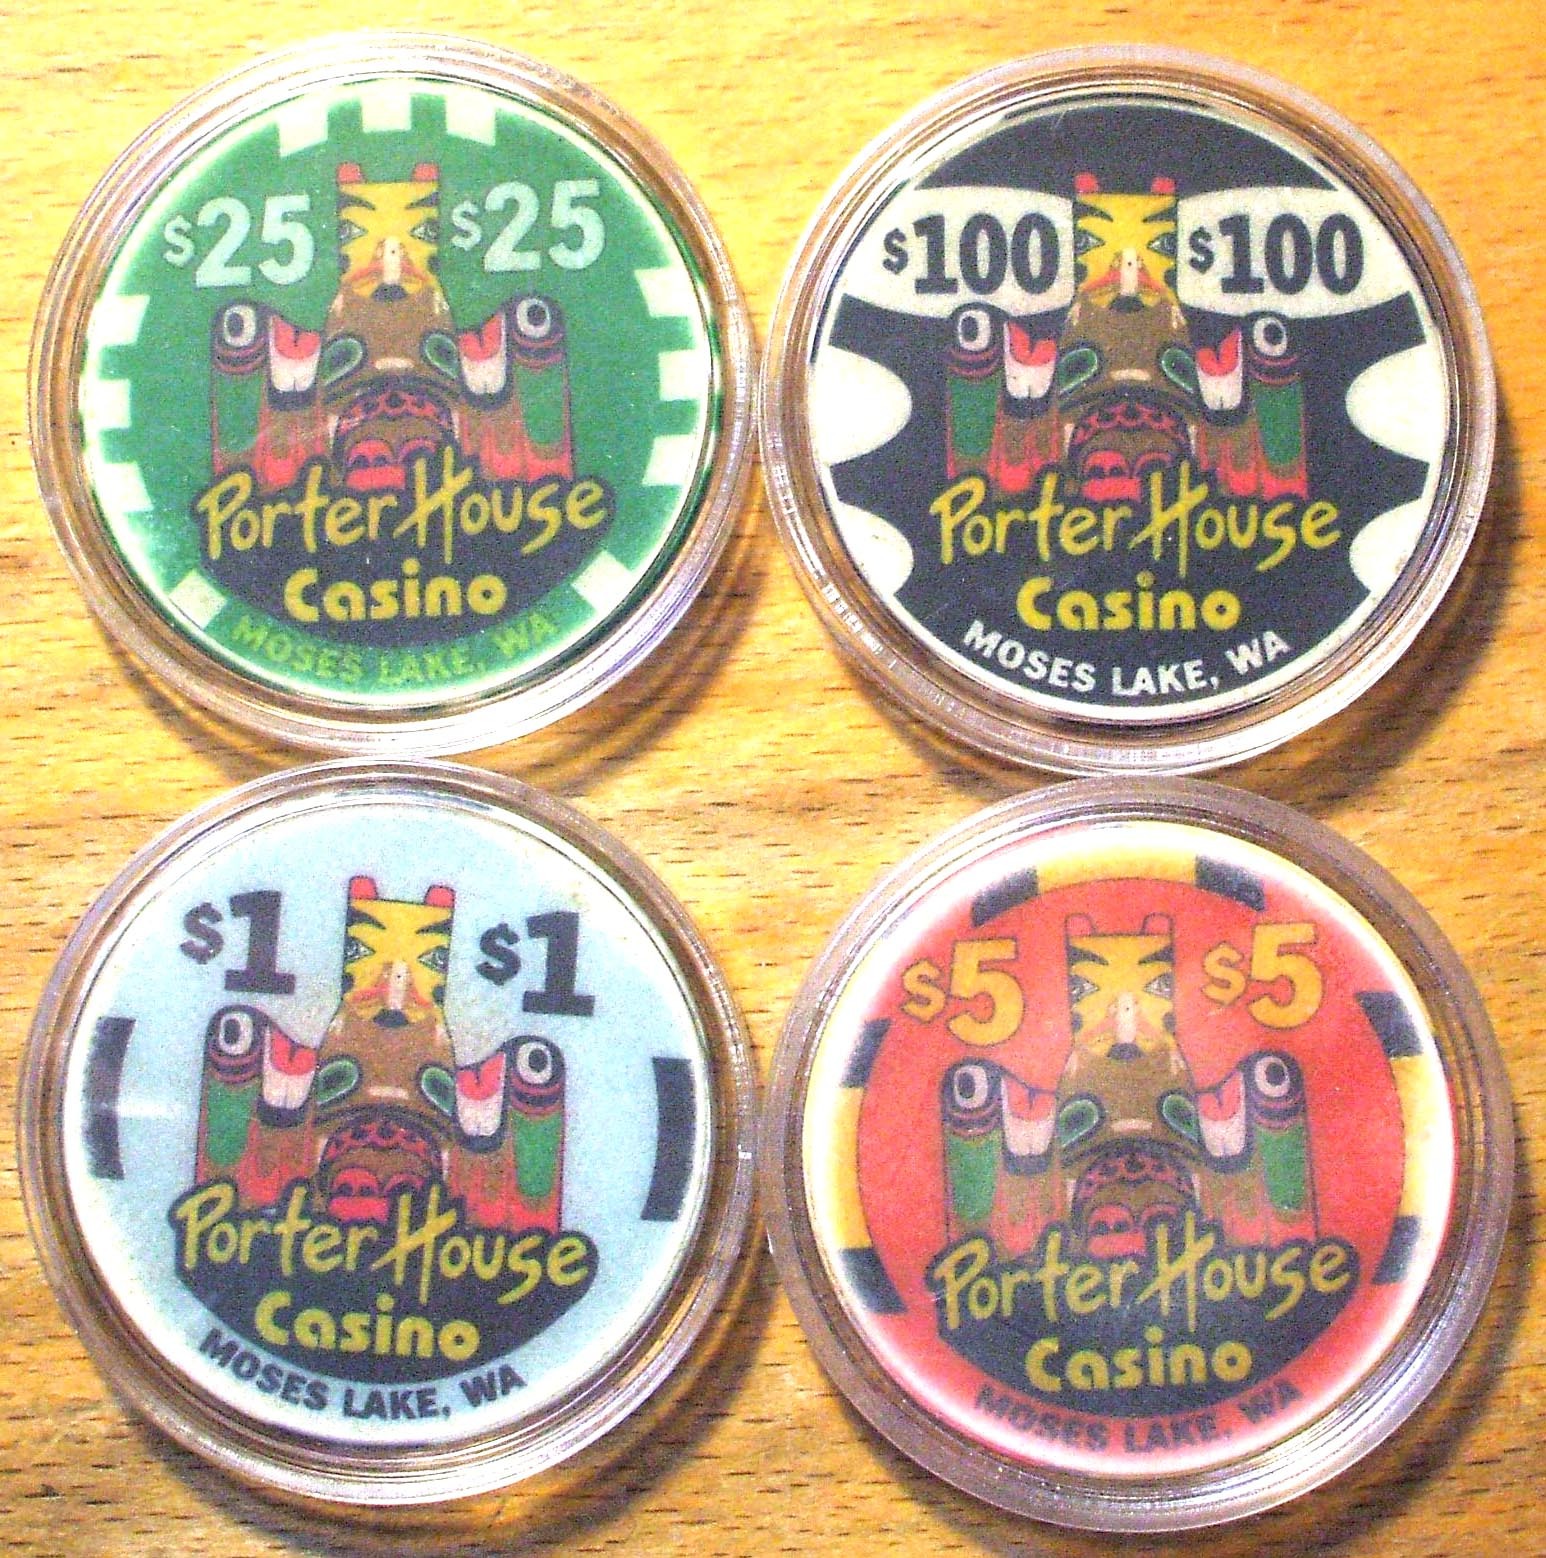 $25 $25
Porter House
Casino
MOSES LAKE, WA
$100 $100
Porter House
Casino
MOSES LAKE, WA
$1 $1
Porter House
Casino
MOSES LAKE, WA
$5 $5
Porter House
Casino
MOSES LAKE, WA